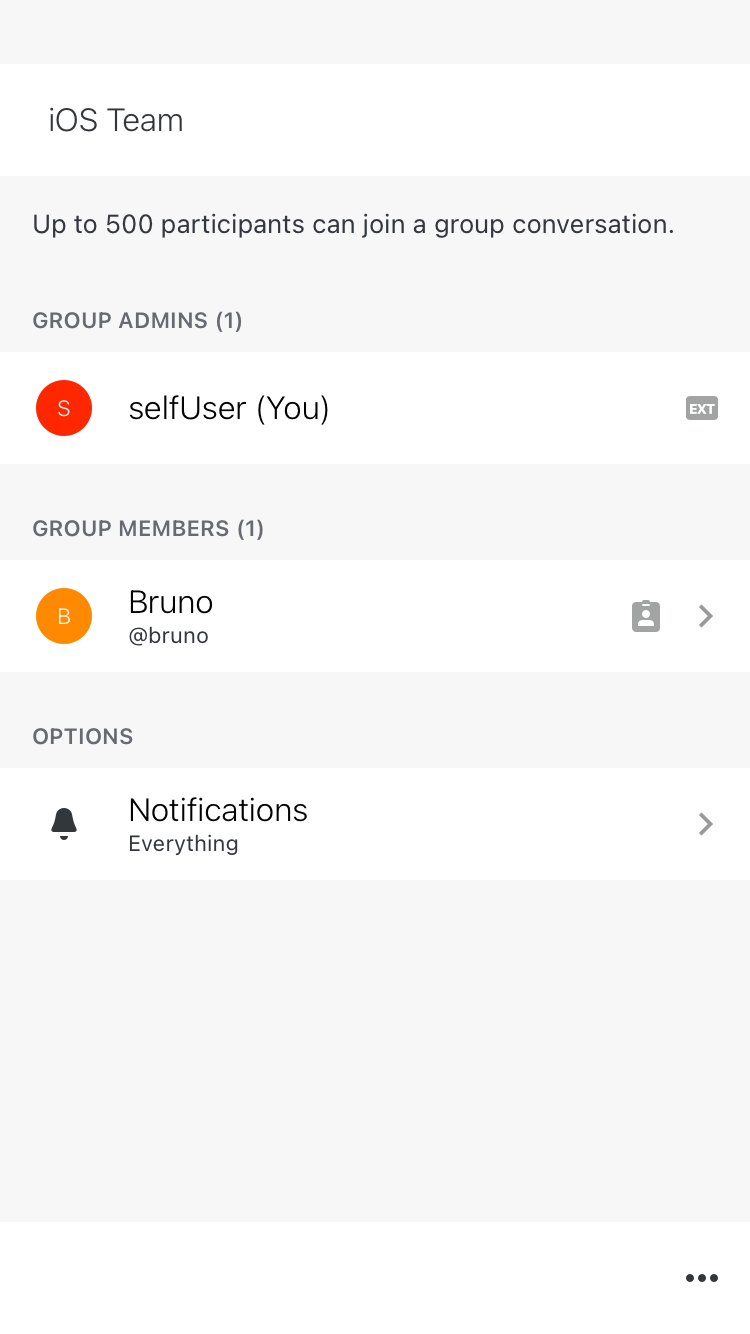 iOS Team
Up to 500 participants can join a group conversation.
GROUP ADMINS (1)
S selfUser (You) EXT
GROUP MEMBERS (1)
B Bruno
@bruno
OPTIONS
Notifications
Everything